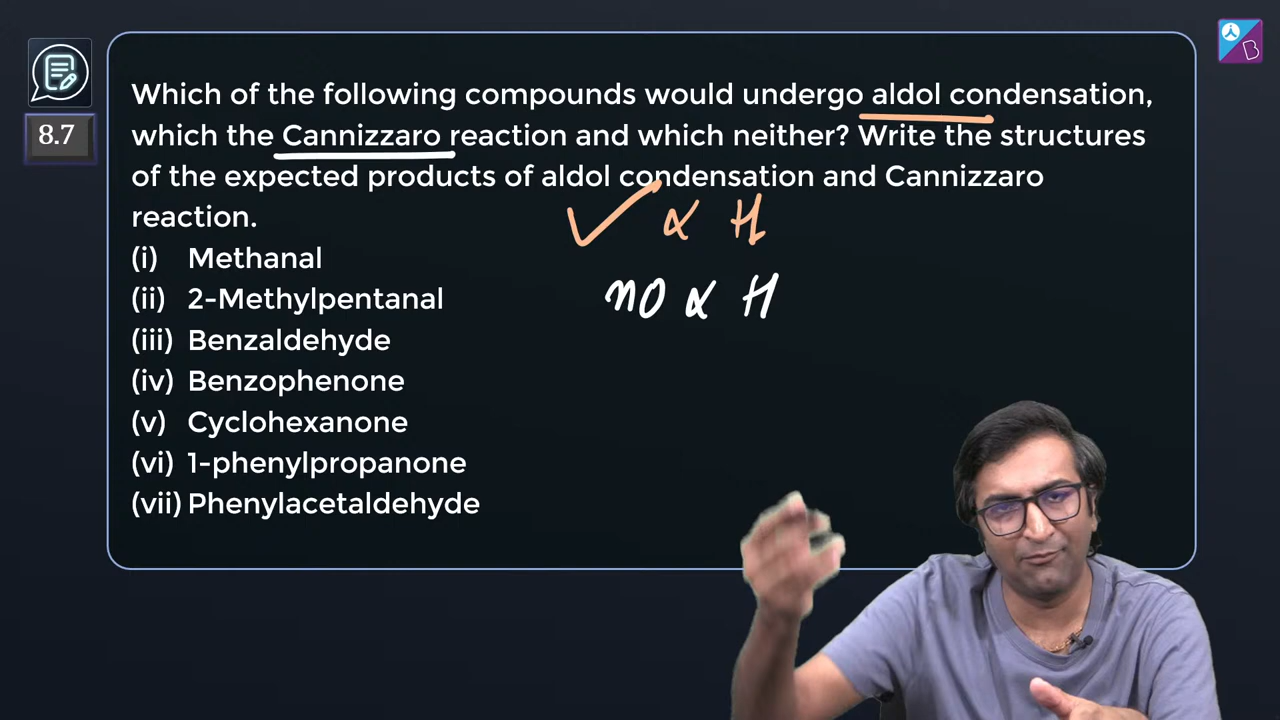 Which of the following compounds would undergo aldol condensation,
which the Cannizzaro reaction and which neither? Write the structures
of the expected products of aldol condensation and Cannizzaro
reaction.
8.7
✓ α H
(i) Methanal
no α H
(ii) 2-Methylpentanal
(iii) Benzaldehyde
(iv) Benzophenone
(v) Cyclohexanone
(vi) 1-phenylpropanone
(vii) Phenylacetaldehyde
B